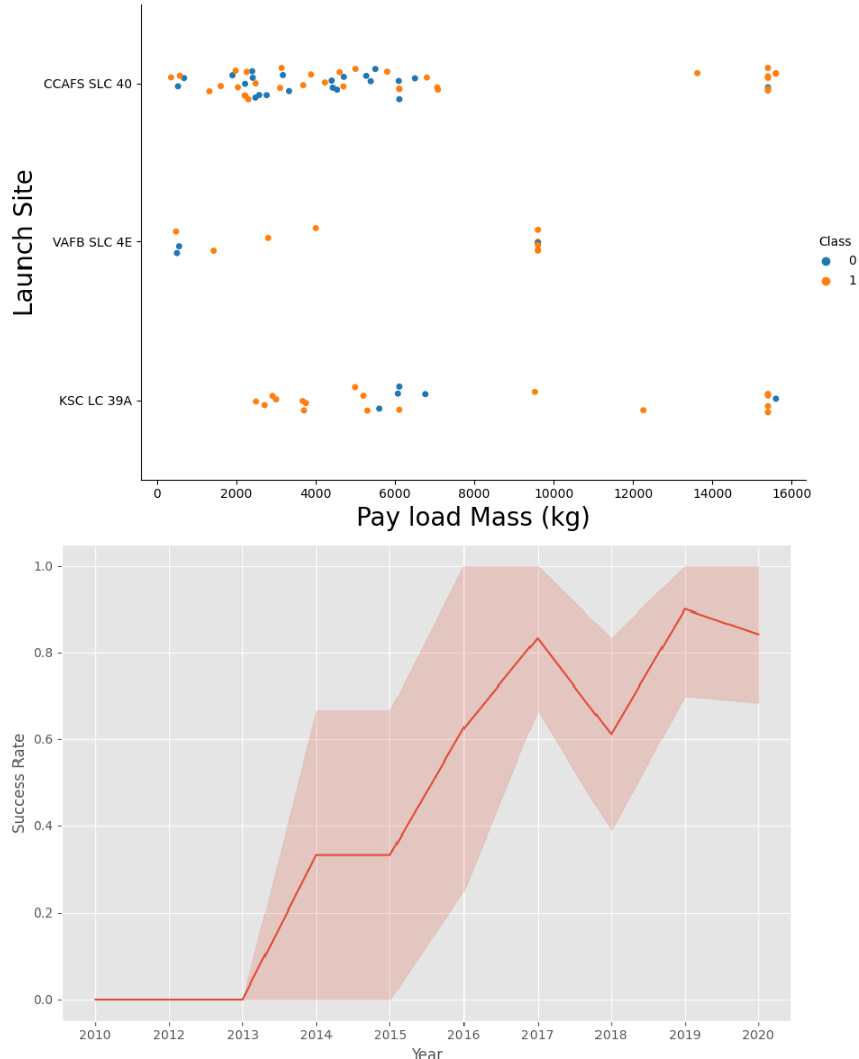 CCAFS SLC 40
VAFB SLC 4E
KSC LC 39A
Launch Site
0 2000 4000 6000 8000 10000 12000 14000 16000
Pay load Mass (kg)
Class
0
1
1.0
0.8
0.6
0.4
0.2
0.0
Success Rate
2010 2012 2013 2014 2015 2016 2017 2018 2019 2020
Year